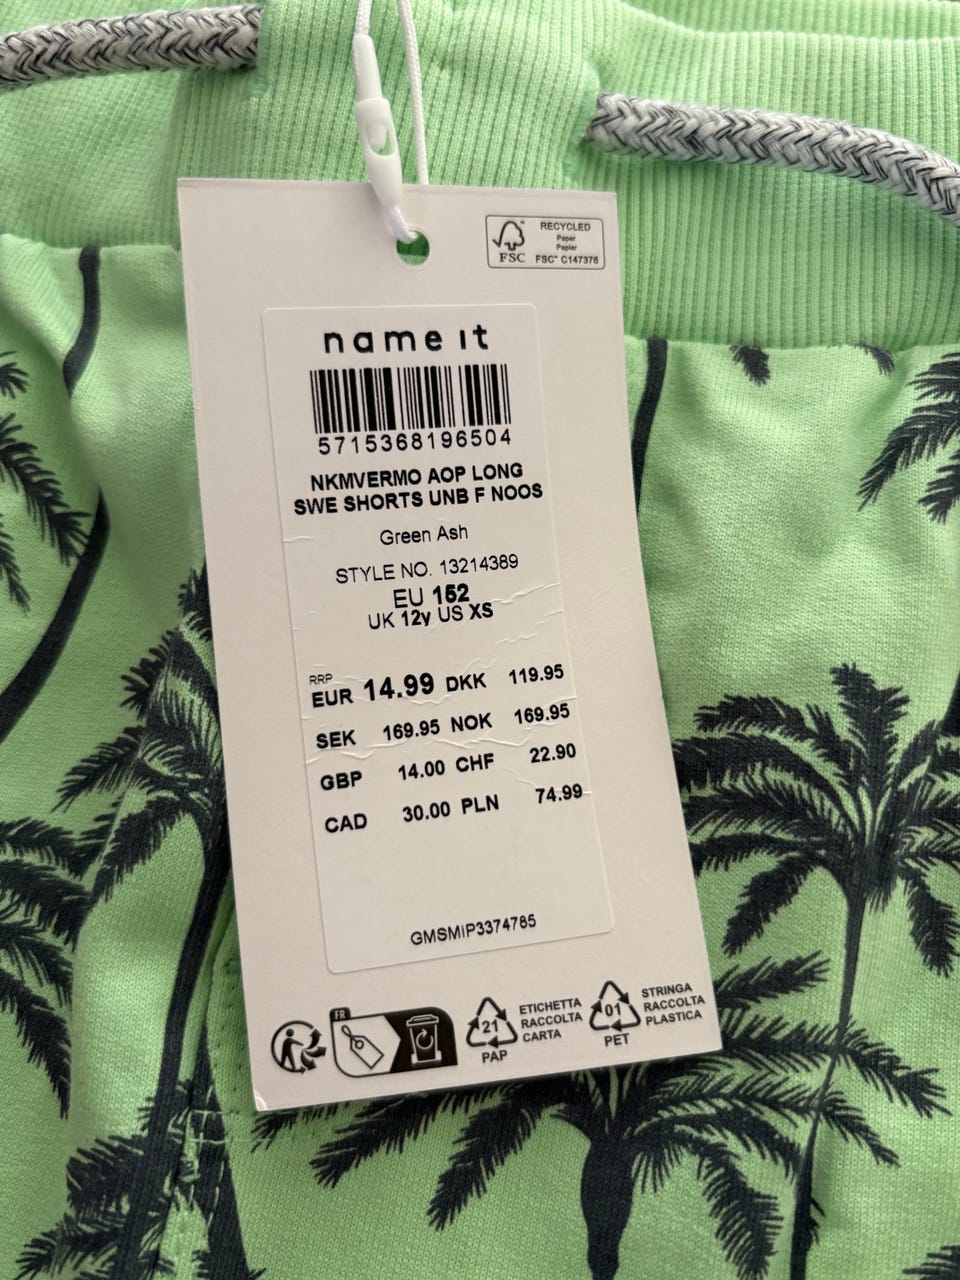 RECYCLED
Paper
Papier
FSC™ C147376
FSC
name it
5715368196504
NKMVERMO AOP LONG
SWE SHORTS UNB F NOOS
Green Ash
STYLE NO. 13214389
EU 152
UK 12y US XS
RRP
EUR 14.99 DKK 119.95
SEK 169.95 NOK 169.95
GBP 14.00 CHF 22.90
CAD 30.00 PLN 74.99
GMSMIP3374785
FR
21
PAP
ETICHETTA
RACCOLTA
CARTA
01
PET
STRINGA
RACCOLTA
PLASTICA